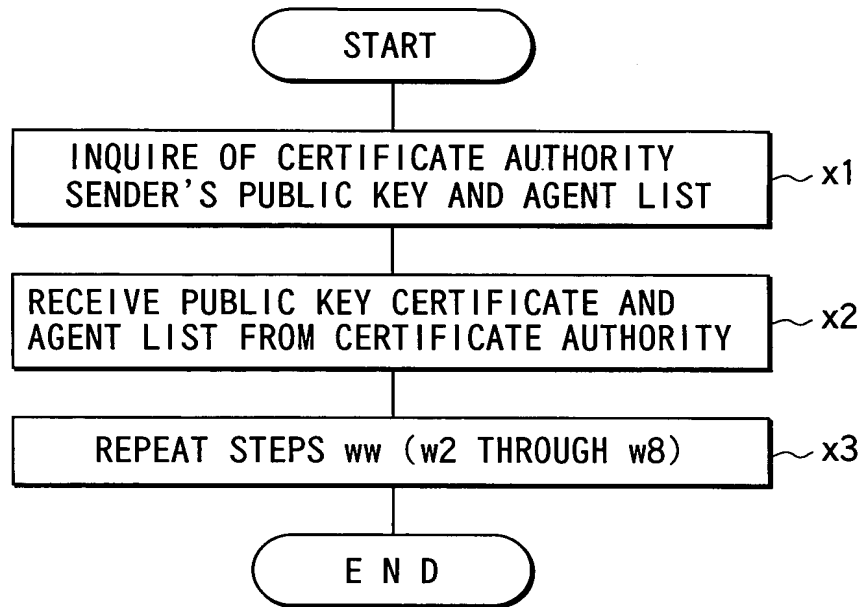 START
INQUIRE OF CERTIFICATE AUTHORITY
SENDER'S PUBLIC KEY AND AGENT LIST
x1
RECEIVE PUBLIC KEY CERTIFICATE AND
AGENT LIST FROM CERTIFICATE AUTHORITY
x2
REPEAT STEPS ww (w2 THROUGH w8)
x3
END